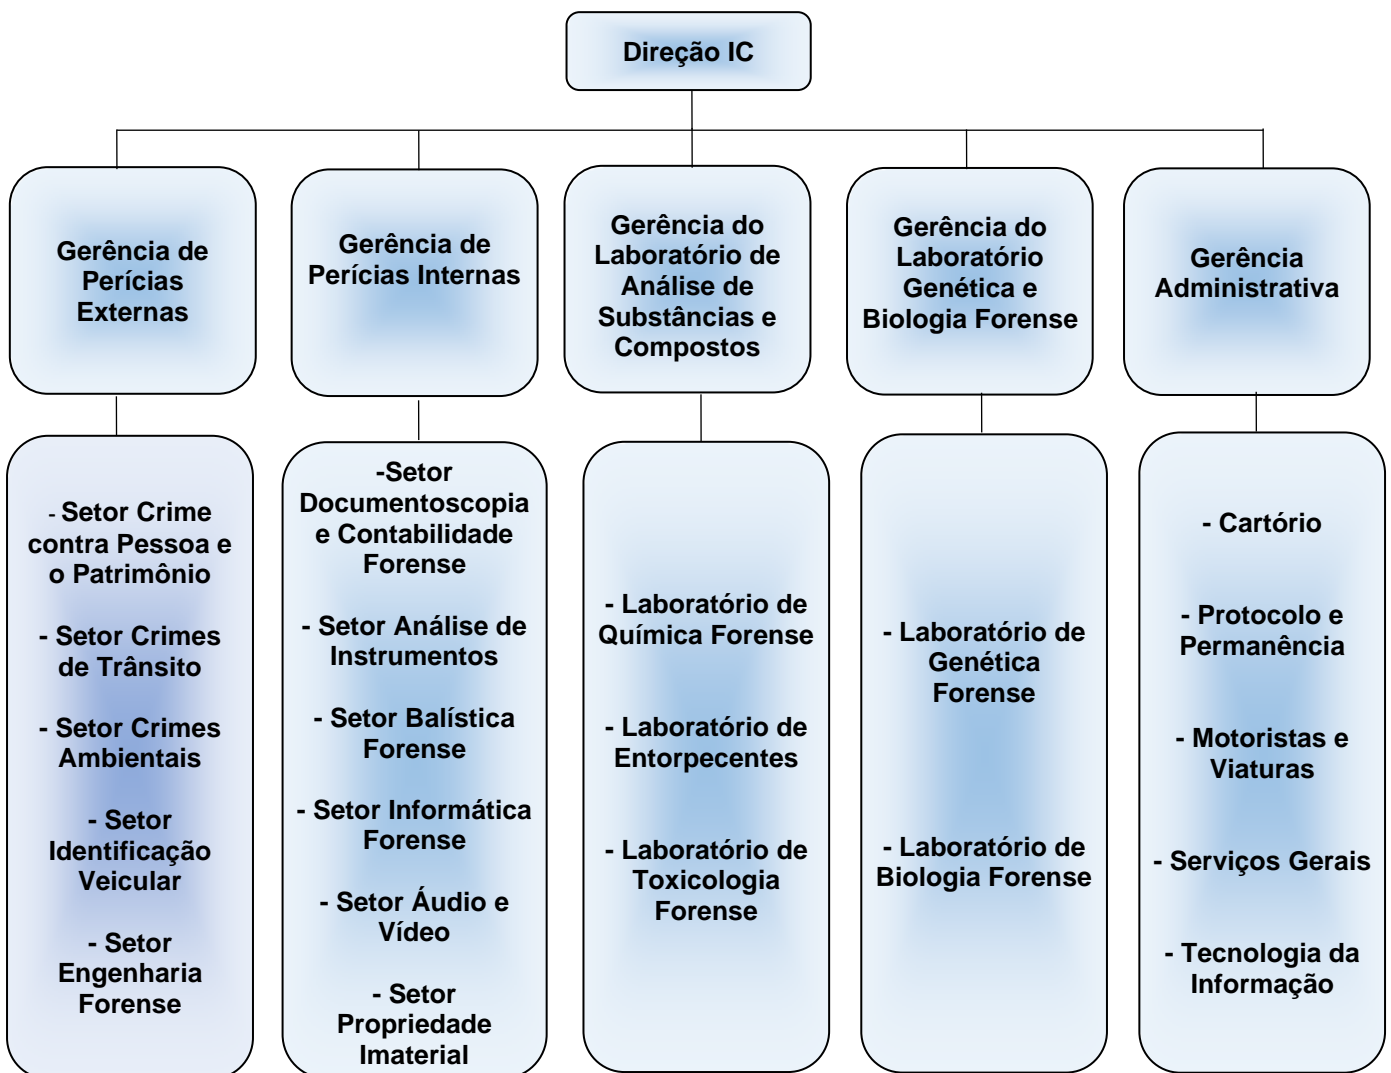 Direção IC
Gerência de
Perícias
Externas
Gerência de
Perícias Internas
Gerência do
Laboratório de
Análise de
Substâncias e
Compostos
Gerência do
Laboratório
Genética e
Biologia Forense
Gerência
Administrativa
- Setor Crime
contra Pessoa e
o Patrimônio
- Setor Crimes
de Trânsito
- Setor Crimes
Ambientais
- Setor
Identificação
Veicular
- Setor
Engenharia
Forense
-Setor
Documentoscopia
e Contabilidade
Forense
- Setor Análise de
Instrumentos
- Setor Balística
Forense
- Setor Informática
Forense
- Setor Áudio e
Vídeo
- Setor
Propriedade
Imaterial
- Laboratório de
Química Forense
- Laboratório de
Entorpecentes
- Laboratório de
Toxicologia
Forense
- Laboratório de
Genética
Forense
- Laboratório de
Biologia Forense
- Cartório
- Protocolo e
Permanência
- Motoristas e
Viaturas
- Serviços Gerais
- Tecnologia da
Informação